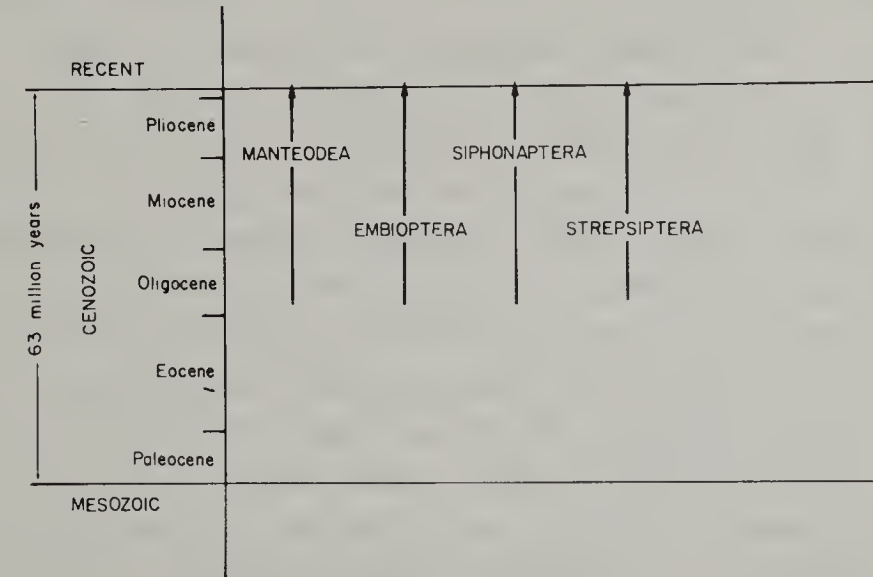 RECENT
Pliocene
MANTEODEA
SIPHONAPTERA
Miocene
EMBIOPTERA
STREPSIPTERA
63 million years
CENOZOIC
Oligocene
Eocene
Paleocene
MESOZOIC